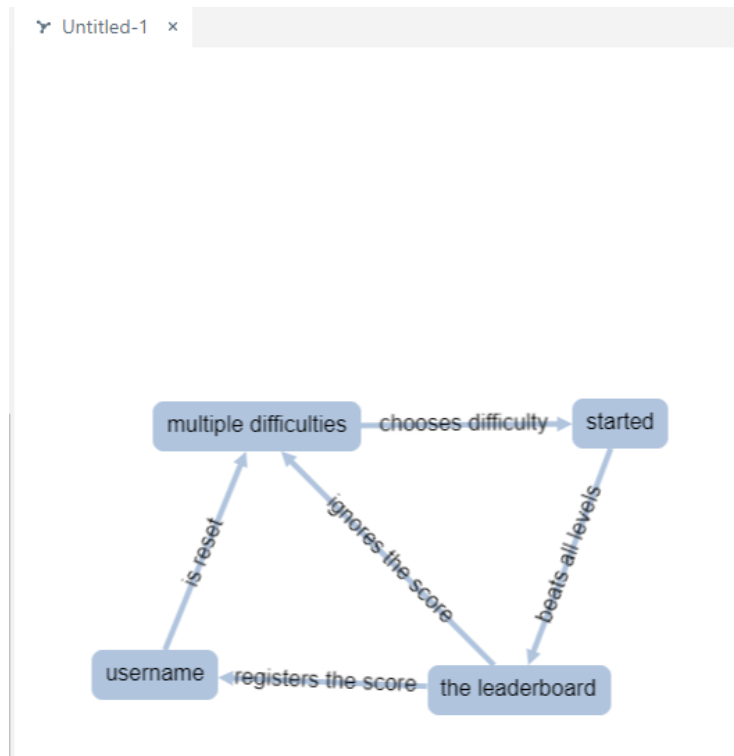 Untitled-1 ×
multiple difficulties
chooses difficulty
started
ignores the score
beats all levels
is reset
username
registers the score
the leaderboard